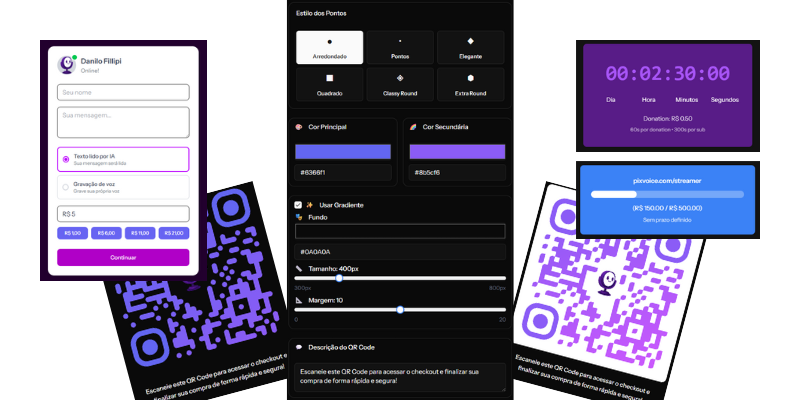 Danilo Fillipi
Online!
Seu nome
Sua mensagem...
Texto lido por IA
Sua mensagem será lida
Gravação de voz
Grave sua própria voz
R$ 5
R$ 1,00
R$ 6,00
R$ 11,00
R$ 21,00
Continuar
Escaneie este QR Code para acessar o checkout e
finalizar sua compra de forma rápida e segura!
Estilo dos Pontos
Arredondado
Pontos
Elegante
Quadrado
Classy Round
Extra Round
Cor Principal
Cor Secundária
#6366f1
#8b5cf6
Usar Gradiente
Fundo
#0A0A0A
Tamanho: 400px
300px
800px
Margem: 10
0
20
Descrição do QR Code
Escaneie este QR Code para acessar o checkout e finalizar sua
compra de forma rápida e segura!
00:02:30:00
Dia
Hora
Minutos
Segundos
Donation: R$ 0.50
60s per donation • 300s per sub
pixvoice.com/streamer
(R$ 150.00 / R$ 500.00)
Sem prazo definido
Escaneie este QR Code para acessar o checkout e
finalizar sua compra de forma rápida e segura!